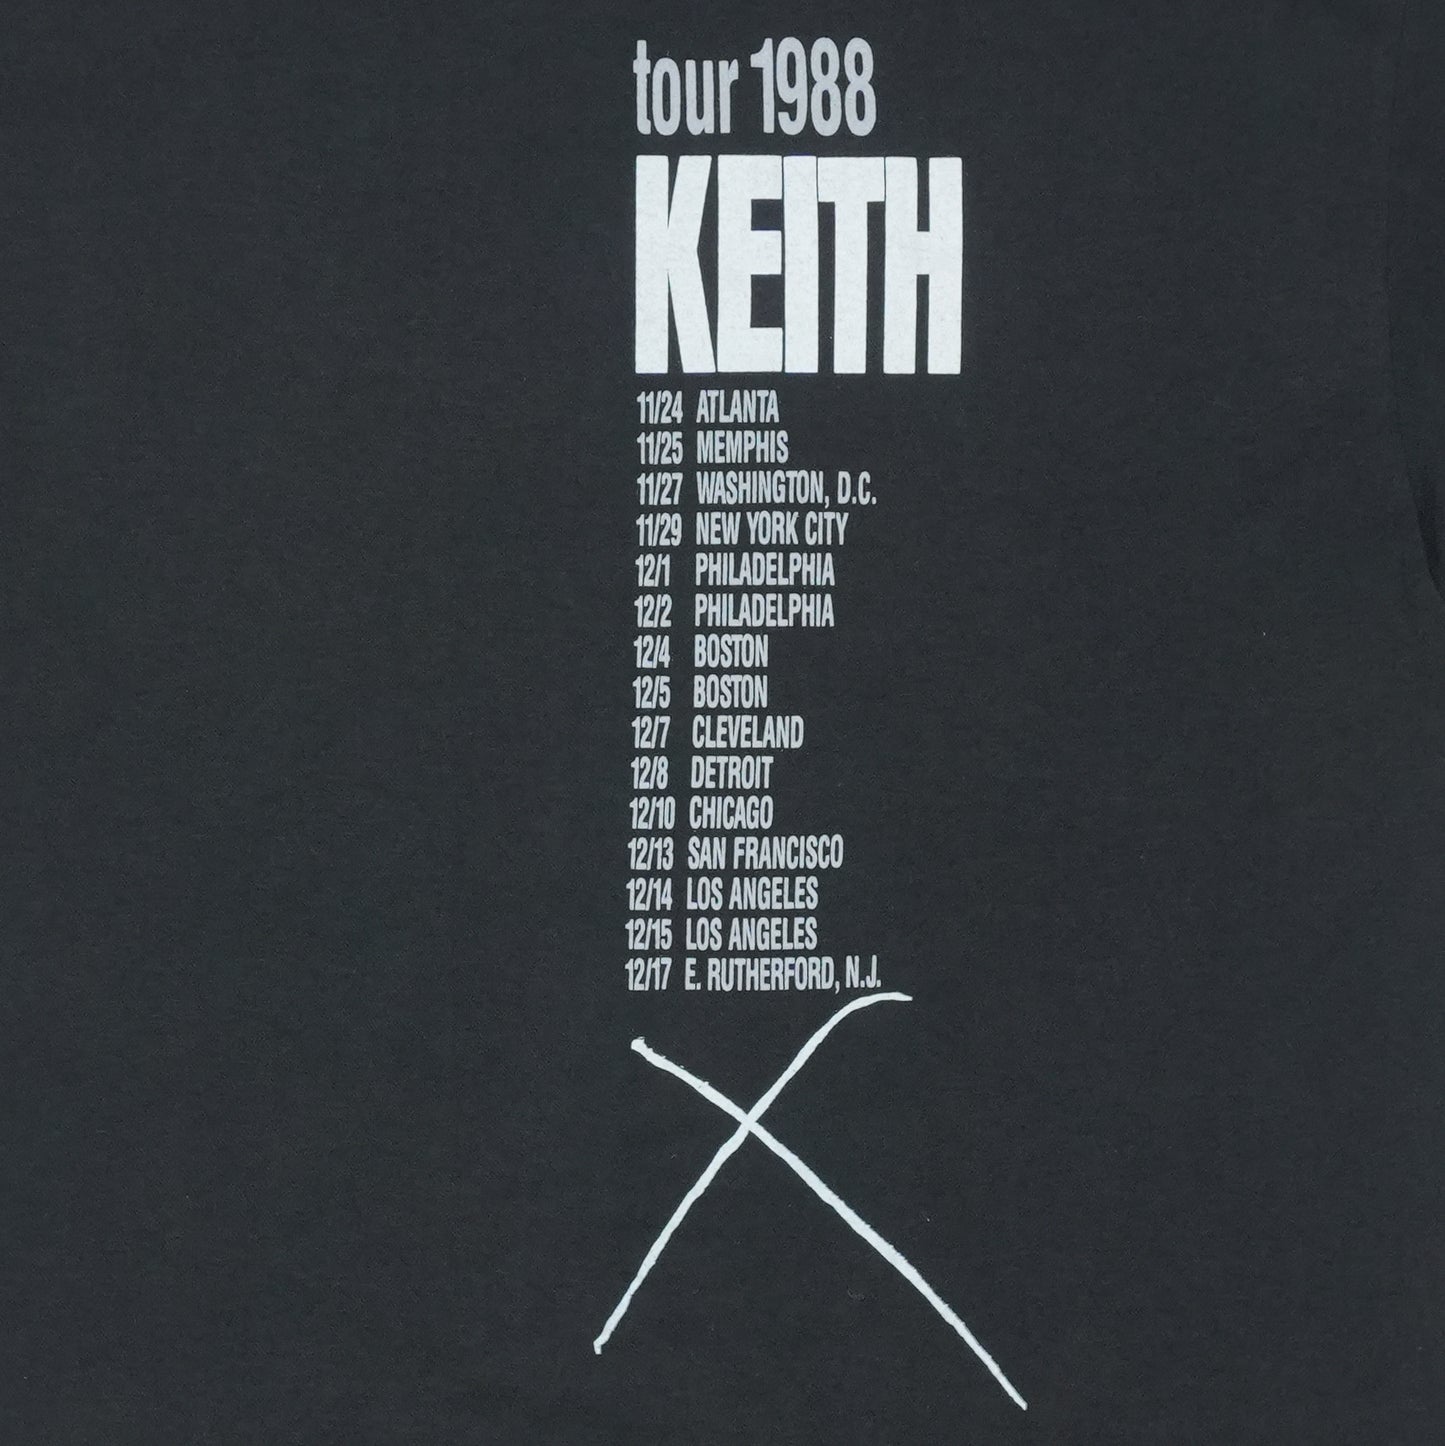 tour 1988
KEITH
11/24 ATLANTA
11/25 MEMPHIS
11/27 WASHINGTON, D.C.
11/29 NEW YORK CITY
12/1 PHILADELPHIA
12/2 PHILADELPHIA
12/4 BOSTON
12/5 BOSTON
12/7 CLEVELAND
12/8 DETROIT
12/10 CHICAGO
12/13 SAN FRANCISCO
12/14 LOS ANGELES
12/15 LOS ANGELES
12/17 E. RUTHERFORD, N.J.
X